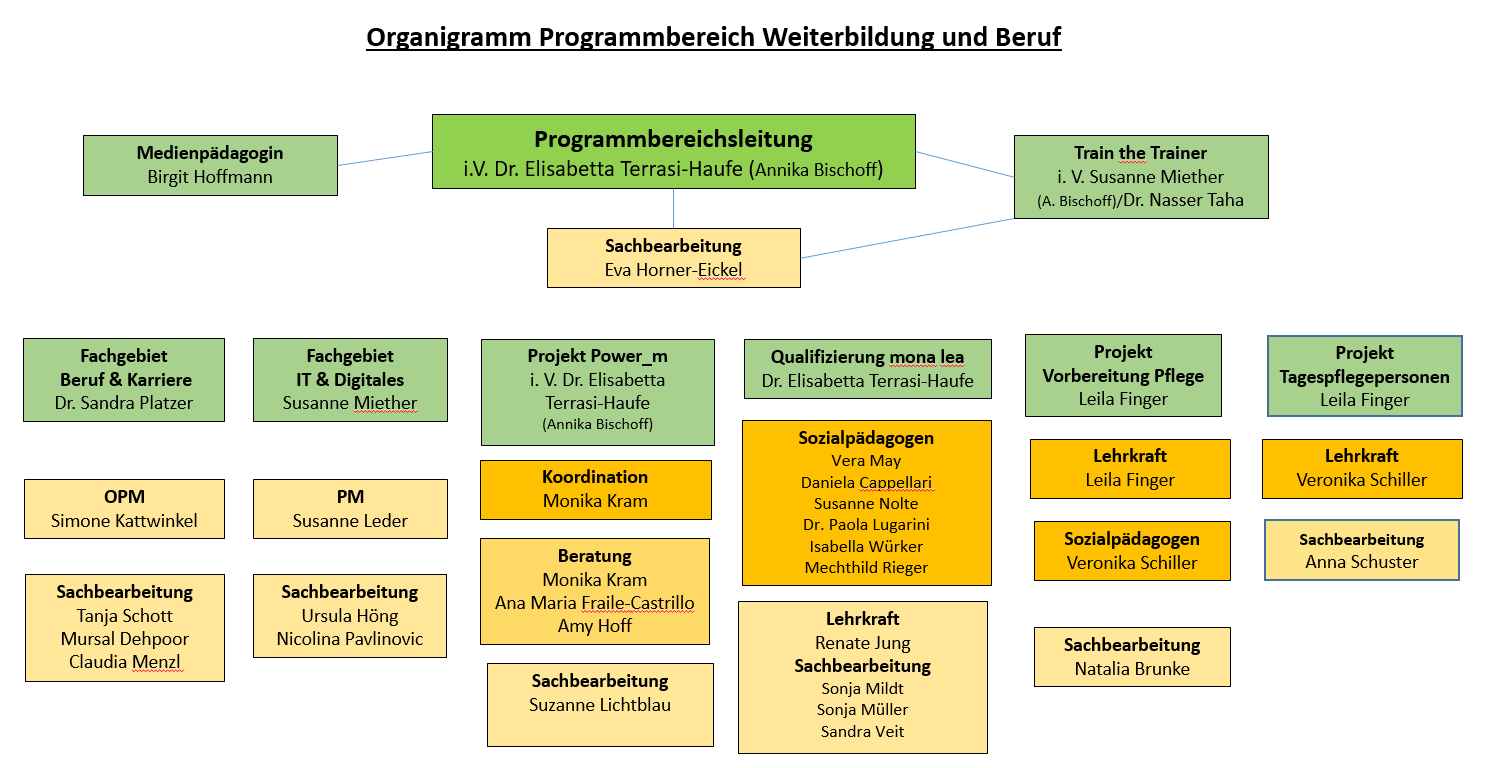 Organigramm Programmbereich Weiterbildung und Beruf
Medienpädagogin
Birgit Hoffmann
Programmbereichsleitung
i.V. Dr. Elisabetta Terrasi-Haufe (Annika Bischoff)
Train the Trainer
i. V. Susanne Miether
(A. Bischoff)/Dr. Nasser Taha
Sachbearbeitung
Eva Horner-Eickel
Fachgebiet
Beruf & Karriere
Dr. Sandra Platzer
OPM
Simone Kattwinkel
Sachbearbeitung
Tanja Schott
Mursal Dehpoor
Claudia Menzl
Fachgebiet
IT & Digitales
Susanne Miether
PM
Susanne Leder
Sachbearbeitung
Ursula Höng
Nicolina Pavlinovic
Projekt Power_m
i. V. Dr. Elisabetta
Terrasi-Haufe
(Annika Bischoff)
Koordination
Monika Kram
Beratung
Monika Kram
Ana Maria Fraile-Castrillo
Amy Hoff
Sachbearbeitung
Suzanne Lichtblau
Qualifizierung mona lea
Dr. Elisabetta Terrasi-Haufe
Sozialpädagogen
Vera May
Daniela Cappellari
Susanne Nolte
Dr. Paola Lugarini
Isabella Würker
Mechthild Rieger
Lehrkraft
Renate Jung
Sachbearbeitung
Sonja Mildt
Sonja Müller
Sandra Veit
Projekt
Vorbereitung Pflege
Leila Finger
Lehrkraft
Leila Finger
Sozialpädagogen
Veronika Schiller
Sachbearbeitung
Natalia Brunke
Projekt
Tagespflegepersonen
Leila Finger
Lehrkraft
Veronika Schiller
Sachbearbeitung
Anna Schuster